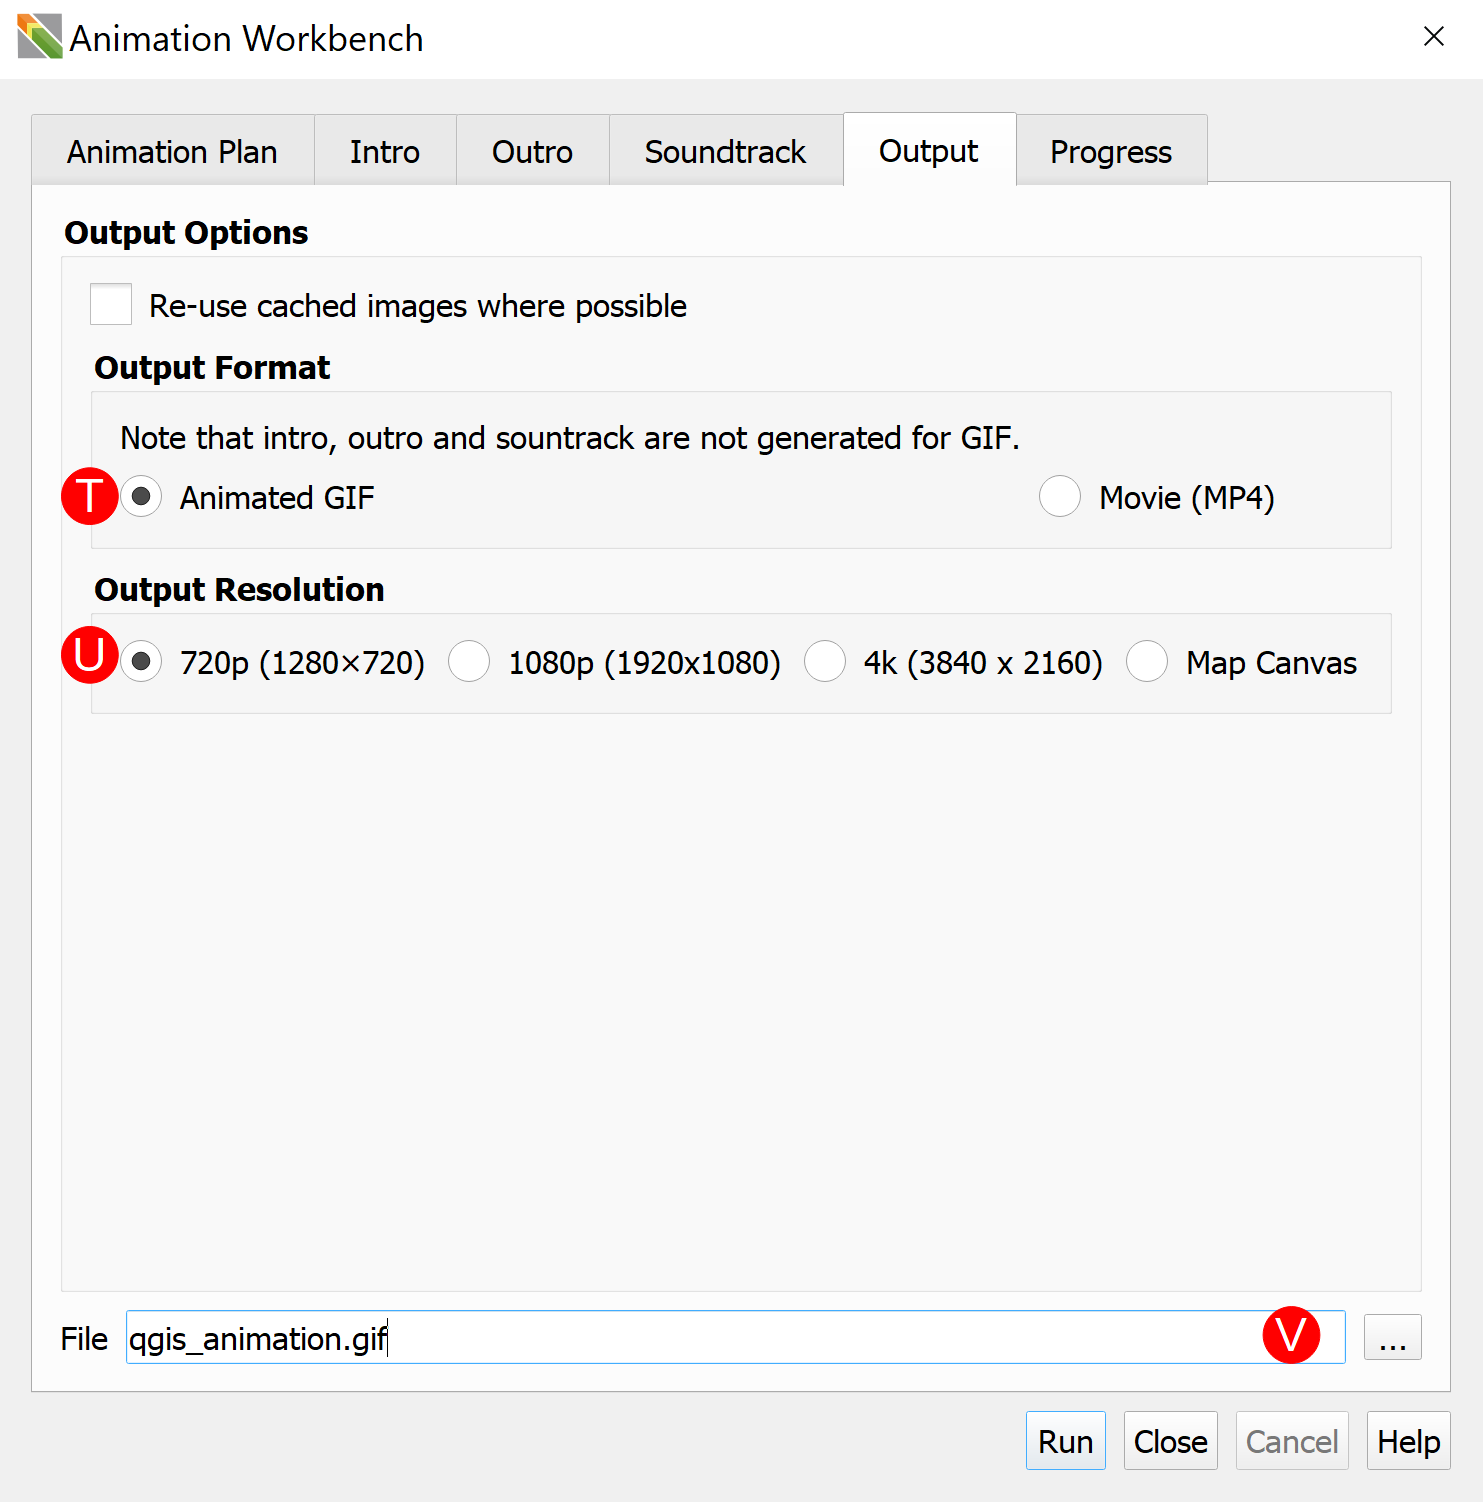 Animation Workbench
Animation Plan Intro Outro Soundtrack Output Progress
Output Options
Re-use cached images where possible
Output Format
Note that intro, outro and sountrack are not generated for GIF.
T Animated GIF Movie (MP4)
Output Resolution
U 720p (1280×720) 1080p (1920x1080) 4k (3840 x 2160) Map Canvas
File qgis_animation.gif V ...
Run Close Cancel Help